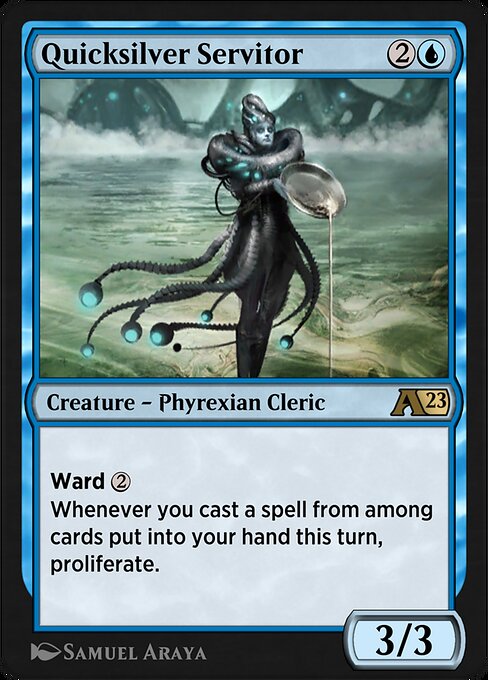 Quicksilver Servitor 2
Creature – Phyrexian Cleric A23
Ward 2
Whenever you cast a spell from among
cards put into your hand this turn,
proliferate.
Samuel Araya 3/3